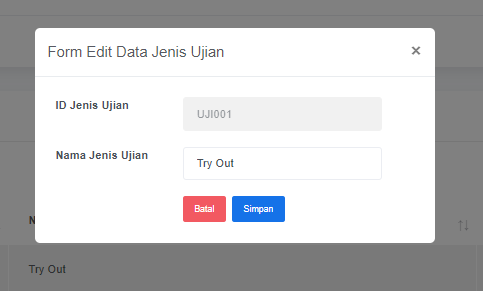 Form Edit Data Jenis Ujian ×
ID Jenis Ujian UJI001
Nama Jenis Ujian Try Out
Batal Simpan
N
Try Out